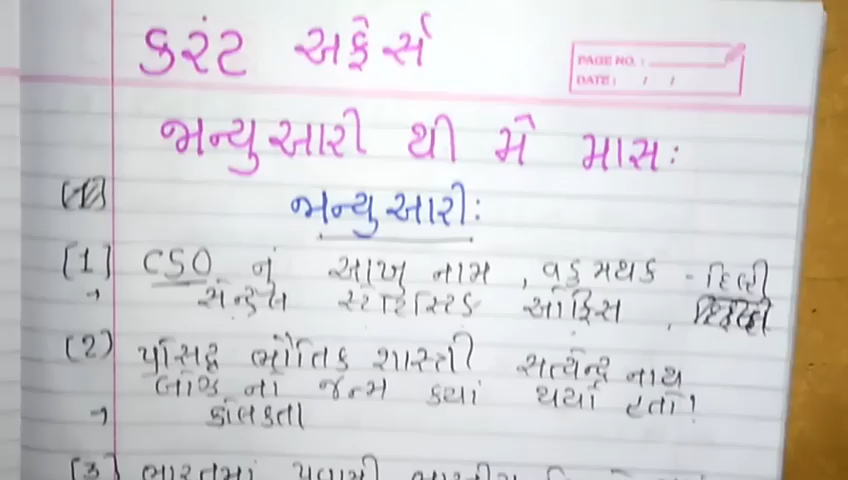 કરંટ અફેર્સ
PAGE NO. :
DATE : / /
જાન્યુઆરી થી મે માસ :
જાન્યુઆરી :
(1) CSO નું આખુ નામ , વડુ મથક - દિલ્હી
→ સેન્ટ્રલ સ્ટેટેસ્ટિક ઓફિસ ,
(2) પ્રસિદ્ધ ભૌતિક શાસ્ત્રી સત્યેન્દ્ર નાથ
બોઝ નો જન્મ કયાં થયો હતો !
→ કોલકતા
(3) ભારતમાં